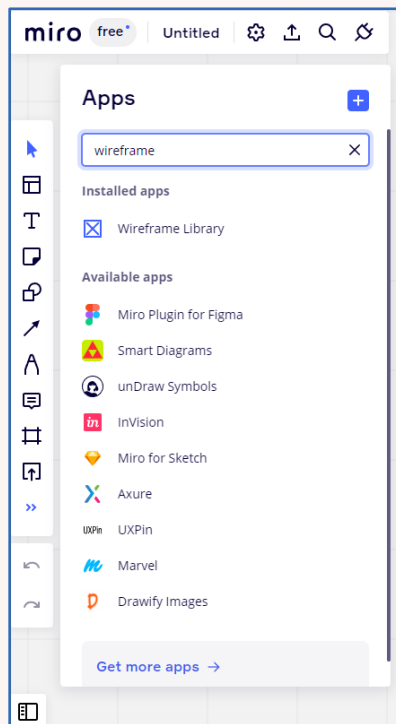 miro free Untitled
Apps
wireframe
Installed apps
Wireframe Library
Available apps
Miro Plugin for Figma
Smart Diagrams
unDraw Symbols
in InVision
Miro for Sketch
Axure
UXPin UXPin
Marvel
Drawify Images
Get more apps →